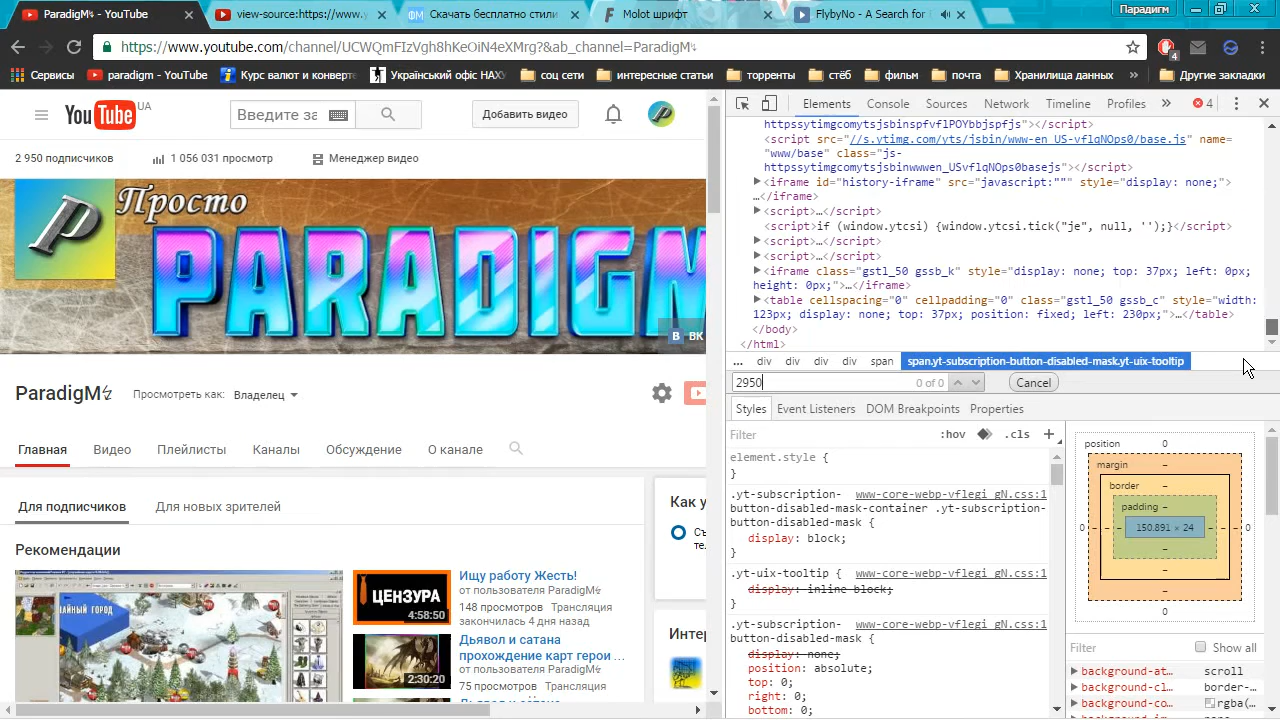 ParadigM↯ - YouTube
view-source:https://www.y
Скачать бесплатно стили
Molot шрифт
FlybyNo - A Search for
Парадигм
https://www.youtube.com/channel/UCWQmFIzVgh8hKeOiN4eXMrg?&ab_channel=ParadigM↯
4
Сервисы
paradigm - YouTube
Курс валют и конверте
Український офіс НАХУ
соц сети
интересные статьи
торренты
стёб
фильм
почта
Хранилища данных
»
Другие закладки
YouTube UA
Введите за
Добавить видео
2 950 подписчиков
1 056 031 просмотр
Менеджер видео
Просто
P
PARADIGM
В ВК
ParadigM↯
Просмотреть как:
Владелец
Главная
Видео
Плейлисты
Каналы
Обсуждение
О канале
Для подписчиков
Для новых зрителей
Рекомендации
Ищу работу Жесть!
от пользователя ParadigM↯
148 просмотров Трансляция
закончилась 4 дня назад
ЦЕНЗУРА
4:58:50
Дьявол и сатана
прохождение карт герои ...
от пользователя ParadigM↯
75 просмотров Трансляция
2:30:20
Как у
Интер
Elements
Console
Sources
Network
Timeline
Profiles
»
4
httpssytimgcomytsjsbinspfvflPOYbbjspfjs"></script>
<script src="//s.ytimg.com/yts/jsbin/www-en_US-vflqNOps0/base.js" name=
"www/base" class="js-
httpssytimgcomytsjsbinwwwen_USvflqNOps0basejs"></script>
<iframe id="history-iframe" src="javascript:""" style="display: none;">
…</iframe>
<script>…</script>
<script>if (window.ytcsi) {window.ytcsi.tick("je", null, '');}</script>
<script>…</script>
<script>…</script>
<iframe class="gstl_50 gssb_k" style="display: none; top: 37px; left: 0px;
height: 0px;">…</iframe>
<table cellspacing="0" cellpadding="0" class="gstl_50 gssb_c" style="width:
123px; display: none; top: 37px; position: fixed; left: 230px;">…</table>
</body>
</html>
... div div div div span span.yt-subscription-button-disabled-mask.yt-uix-tooltip
2950
0 of 0
Cancel
Styles
Event Listeners
DOM Breakpoints
Properties
Filter
:hov
.cls
+
element.style {
}
.yt-subscription- www-core-webp-vflegi_gN.css:1
button-disabled-mask-container .yt-subscription-
button-disabled-mask {
display: block;
}
.yt-uix-tooltip { www-core-webp-vflegi_gN.css:1
display: inline-block;
}
.yt-subscription- www-core-webp-vflegi_gN.css:1
button-disabled-mask {
display: none;
position: absolute;
top: 0;
right: 0;
bottom: 0;
position 0
margin –
border –
padding –
0 – – – 150.891 × 24 – – – 0
–
–
–
0
Filter
Show all
background-at… scroll
background-cl… border-…
background-co… rgba(